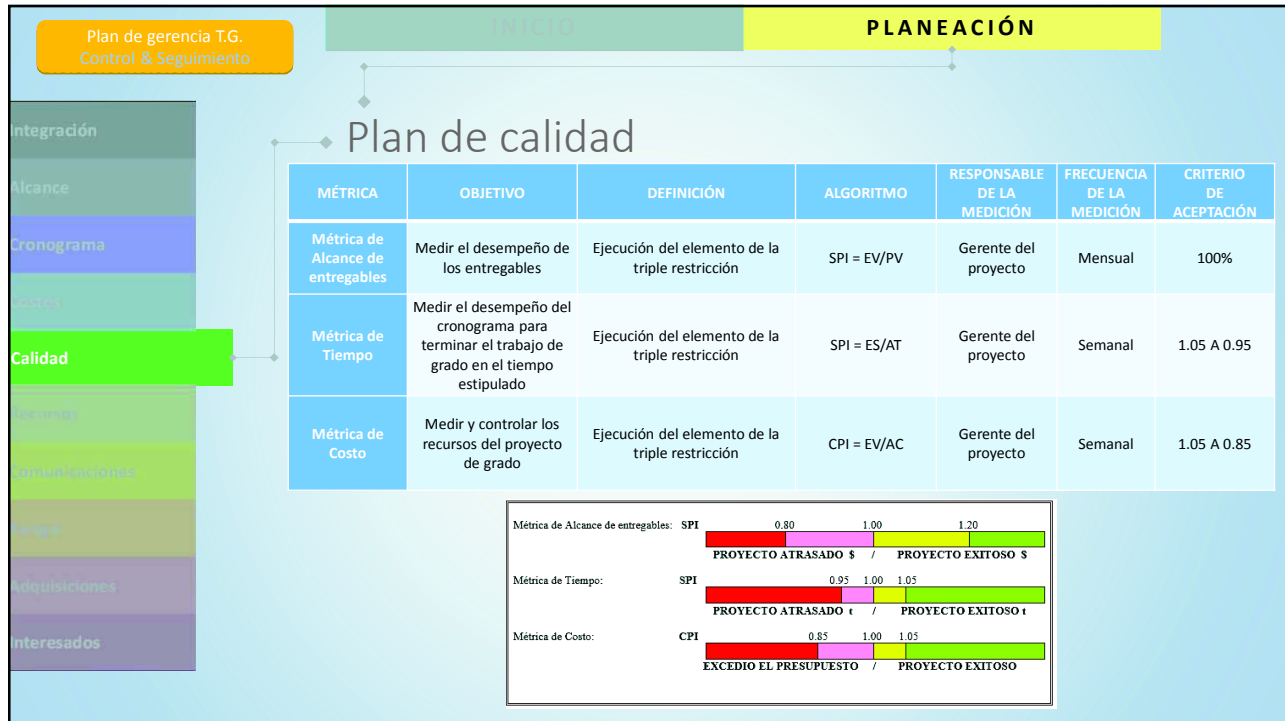 Plan de gerencia T.G.
Control & Seguimiento
INICIO
PLANEACIÓN
Integración
Alcance
Cronograma
Costos
Calidad
Recursos
Comunicaciones
Riesgos
Adquisiciones
Interesados
Plan de calidad
MÉTRICA
OBJETIVO
DEFINICIÓN
ALGORITMO
RESPONSABLE
DE LA
MEDICIÓN
FRECUENCIA
DE LA
MEDICIÓN
CRITERIO
DE
ACEPTACIÓN
Métrica de
Alcance de
entregables
Medir el desempeño de
los entregables
Ejecución del elemento de la
triple restricción
SPI = EV/PV
Gerente del
proyecto
Mensual
100%
Métrica de
Tiempo
Medir el desempeño del
cronograma para
terminar el trabajo de
grado en el tiempo
estipulado
Ejecución del elemento de la
triple restricción
SPI = ES/AT
Gerente del
proyecto
Semanal
1.05 A 0.95
Métrica de
Costo
Medir y controlar los
recursos del proyecto
de grado
Ejecución del elemento de la
triple restricción
CPI = EV/AC
Gerente del
proyecto
Semanal
1.05 A 0.85
Métrica de Alcance de entregables: SPI 0.80 1.00 1.20
PROYECTO ATRASADO $ / PROYECTO EXITOSO $
Métrica de Tiempo: SPI 0.95 1.00 1.05
PROYECTO ATRASADO t / PROYECTO EXITOSO t
Métrica de Costo: CPI 0.85 1.00 1.05
EXCEDIO EL PRESUPUESTO / PROYECTO EXITOSO